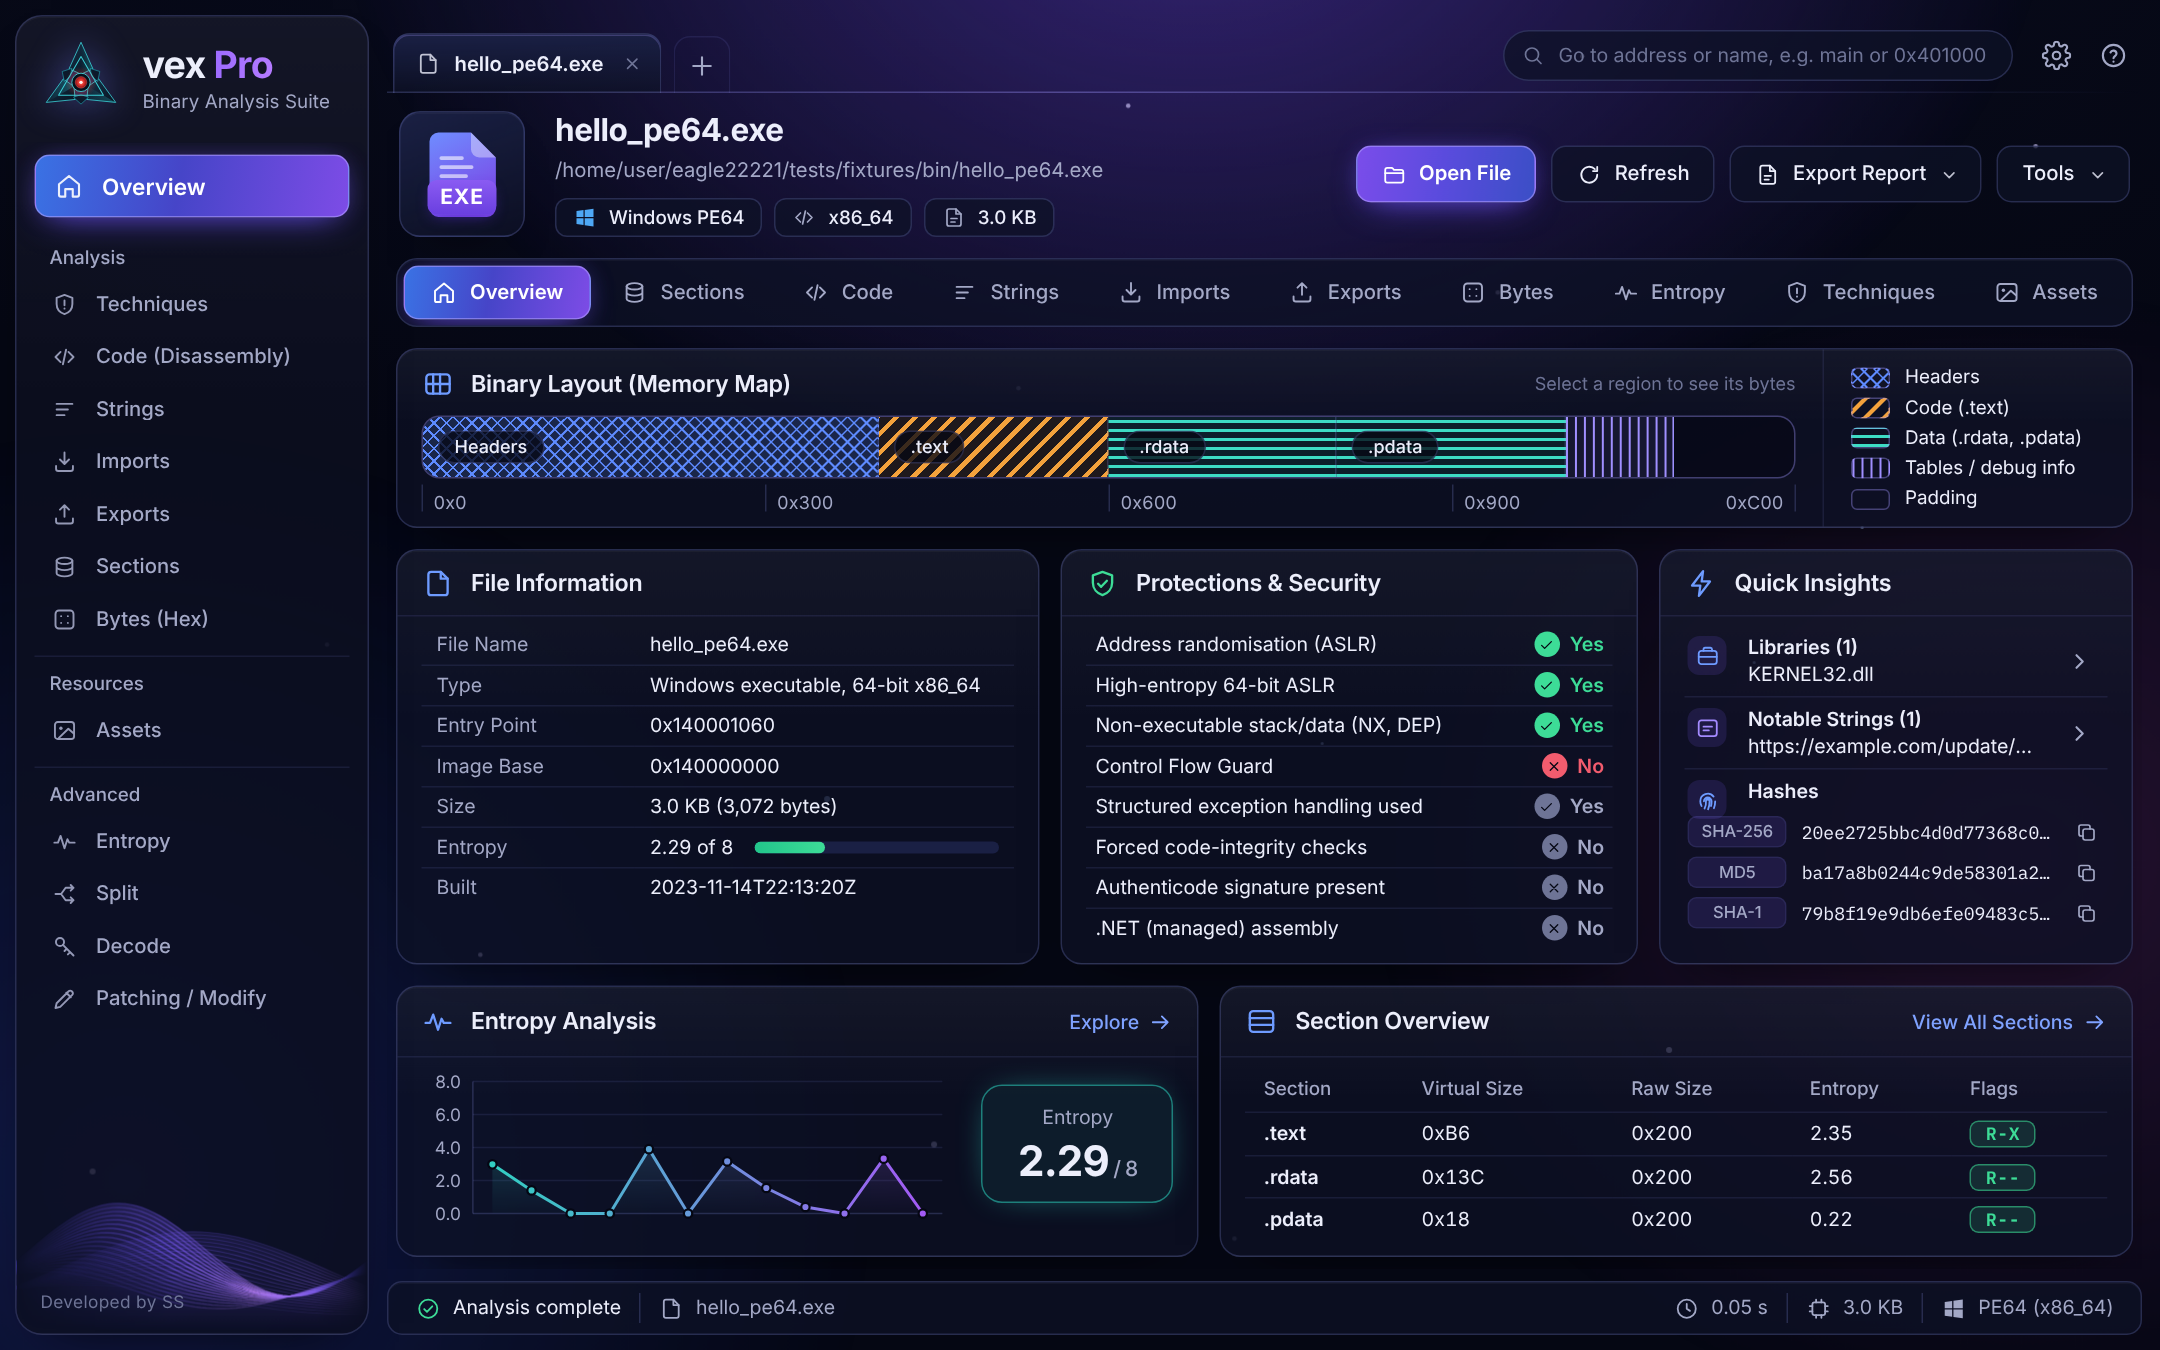 vex Pro
Binary Analysis Suite
Overview
Analysis
Techniques
Code (Disassembly)
Strings
Imports
Exports
Sections
Bytes (Hex)
Resources
Assets
Advanced
Entropy
Split
Decode
Patching / Modify
Developed by SS
hello_pe64.exe
Go to address or name, e.g. main or 0x401000
EXE
hello_pe64.exe
/home/user/eagle22221/tests/fixtures/bin/hello_pe64.exe
Windows PE64
x86_64
3.0 KB
Open File
Refresh
Export Report
Tools
Overview
Sections
Code
Strings
Imports
Exports
Bytes
Entropy
Techniques
Assets
Binary Layout (Memory Map)
Select a region to see its bytes
Headers
.text
.rdata
.pdata
0x0
0x300
0x600
0x900
0xC00
Headers
Code (.text)
Data (.rdata, .pdata)
Tables / debug info
Padding
File Information
File Name hello_pe64.exe
Type Windows executable, 64-bit x86_64
Entry Point 0x140001060
Image Base 0x140000000
Size 3.0 KB (3,072 bytes)
Entropy 2.29 of 8
Built 2023-11-14T22:13:20Z
Protections & Security
Address randomisation (ASLR) Yes
High-entropy 64-bit ASLR Yes
Non-executable stack/data (NX, DEP) Yes
Control Flow Guard No
Structured exception handling used Yes
Forced code-integrity checks No
Authenticode signature present No
.NET (managed) assembly No
Quick Insights
Libraries (1)
KERNEL32.dll
Notable Strings (1)
https://example.com/update/...
Hashes
SHA-256 20ee2725bbc4d0d77368c0…
MD5 ba17a8b0244c9de58301a2…
SHA-1 79b8f19e9db6efe09483c5…
Entropy Analysis
Explore
8.0
6.0
4.0
2.0
0.0
Entropy
2.29 / 8
Section Overview
View All Sections
Section Virtual Size Raw Size Entropy Flags
.text 0xB6 0x200 2.35 R-X
.rdata 0x13C 0x200 2.56 R--
.pdata 0x18 0x200 0.22 R--
Analysis complete
hello_pe64.exe
0.05 s
3.0 KB
PE64 (x86_64)